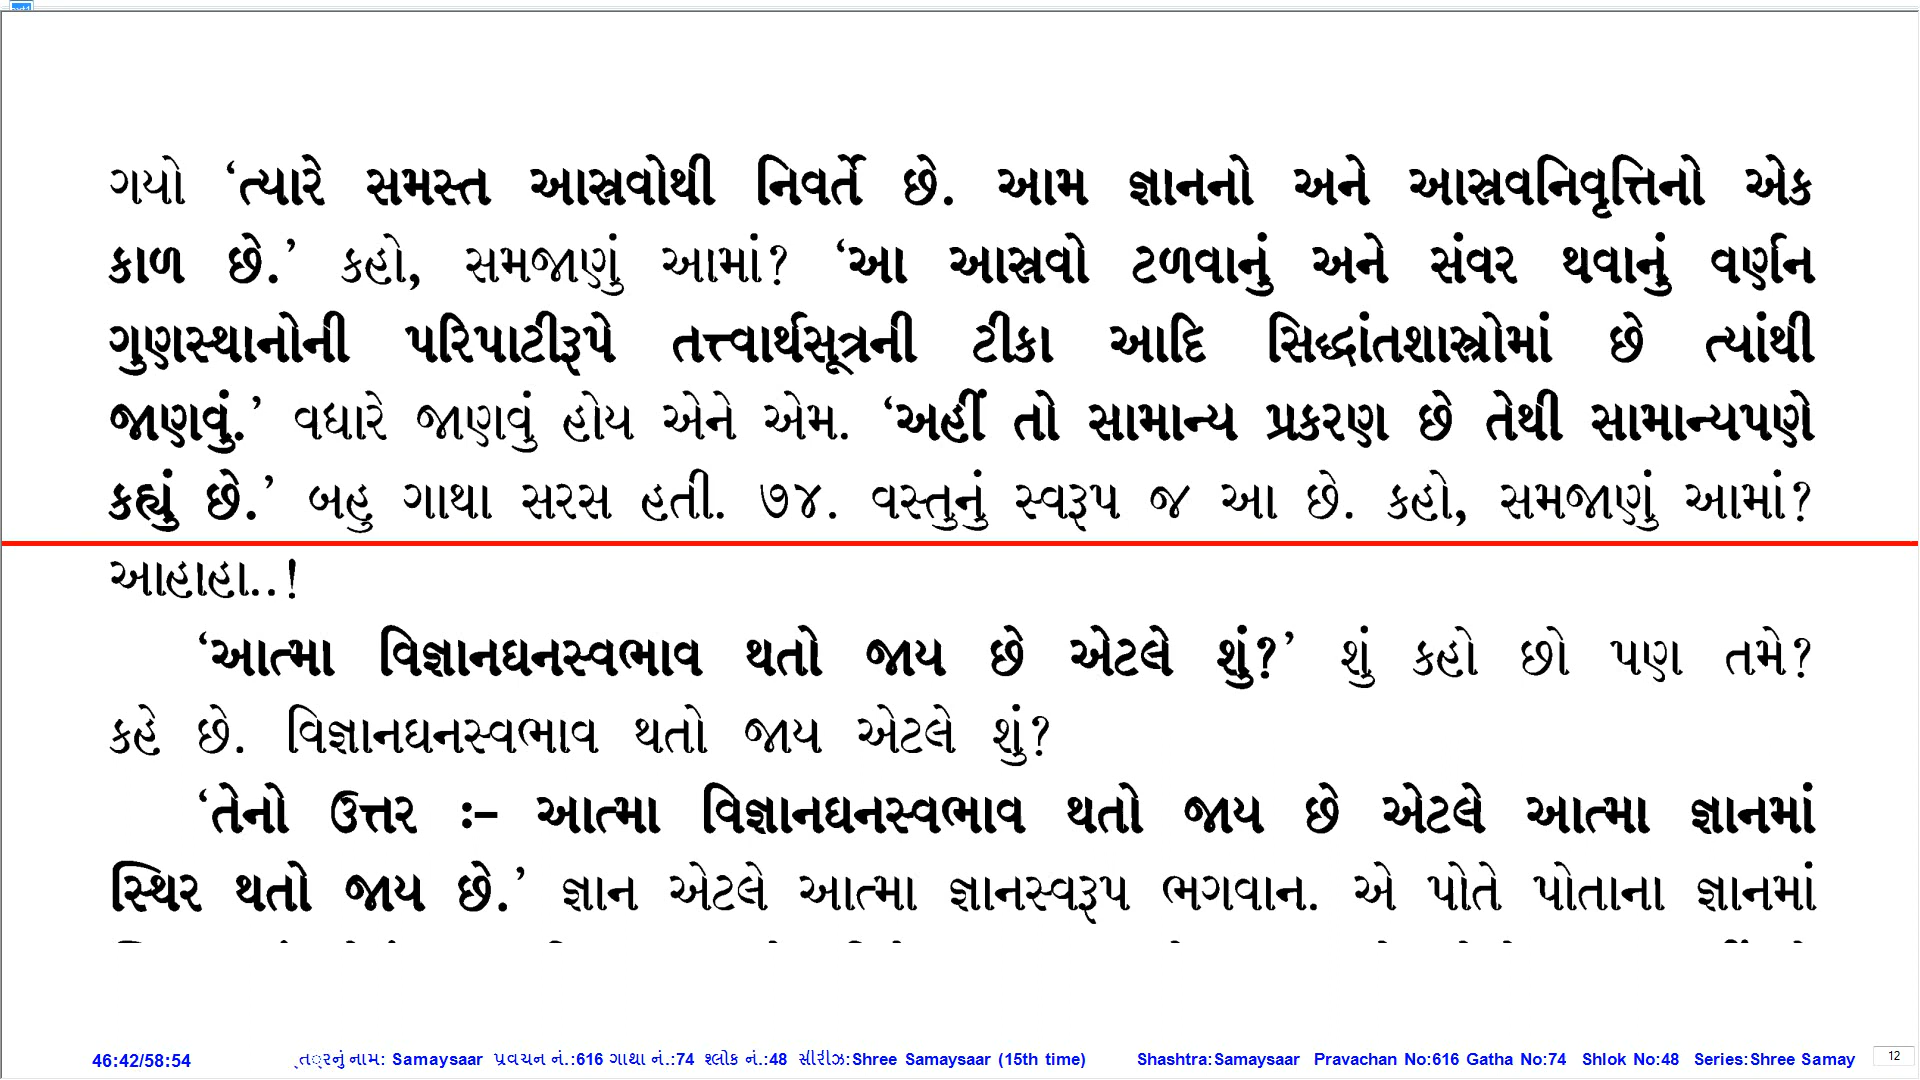 ગયો ‘ત્યારે સમસ્ત આસ્રવોથી નિવર્તે છે. આમ જ્ઞાનનો અને આસ્રવનિવૃત્તિનો એક
કાળ છે.’ કહો, સમજાણું આમાં? ‘આ આસ્રવો ટળવાનું અને સંવર થવાનું વર્ણન
ગુણસ્થાનોની પરિપાટીરૂપે તત્ત્વાર્થસૂત્રની ટીકા આદિ સિદ્ધાંતશાસ્ત્રોમાં છે ત્યાંથી
જાણવું.’ વધારે જાણવું હોય એને એમ. ‘અહીં તો સામાન્ય પ્રકરણ છે તેથી સામાન્યપણે
કહ્યું છે.’ બહુ ગાથા સરસ હતી. ૭૪. વસ્તુનું સ્વરૂપ જ આ છે. કહો, સમજાણું આમાં?
આહાહા..!
‘આત્મા વિજ્ઞાનઘનસ્વભાવ થતો જાય છે એટલે શું?’ શું કહો છો પણ તમે?
કહે છે. વિજ્ઞાનઘનસ્વભાવ થતો જાય એટલે શું?
‘તેનો ઉત્તર :– આત્મા વિજ્ઞાનઘનસ્વભાવ થતો જાય છે એટલે આત્મા જ્ઞાનમાં
સ્થિર થતો જાય છે.’ જ્ઞાન એટલે આત્મા જ્ઞાનસ્વરૂપ ભગવાન. એ પોતે પોતાના જ્ઞાનમાં
46:42/58:54 નામ: Samaysaar પ્રવચન નં.:616 ગાથા નં.:74 શ્લોક નં.:48 સીરીઝ:Shree Samaysaar (15th time) Shashtra:Samaysaar Pravachan No:616 Gatha No:74 Shlok No:48 Series:Shree Samay 12